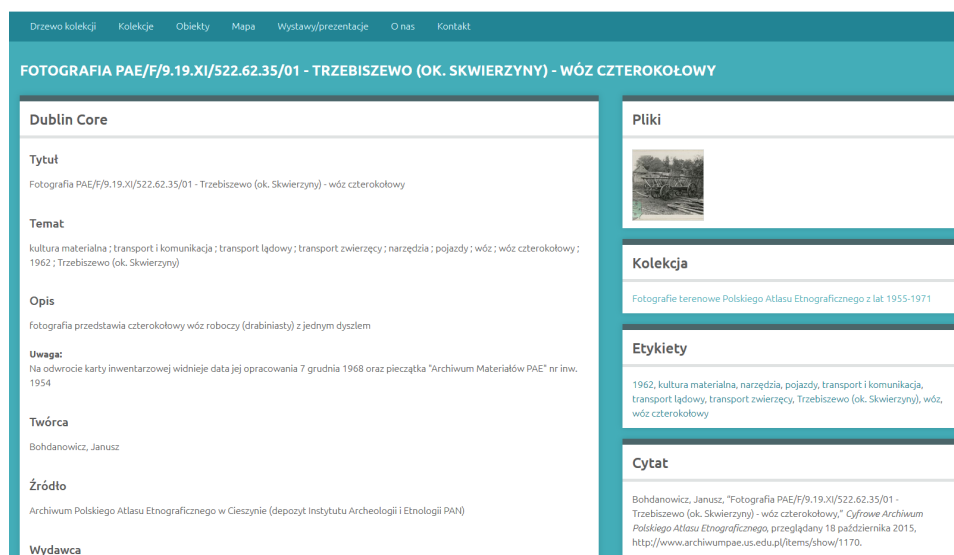 Drzewo kolekcji Kolekcje Obiekty Mapa Wystawy/prezentacje O nas Kontakt
FOTOGRAFIA PAE/F/9.19.XI/522.62.35/01 - TRZEBISZEWO (OK. SKWIERZYNY) - WÓZ CZTEROKOŁOWY
Dublin Core
Tytuł
Fotografia PAE/F/9.19.XI/522.62.35/01 - Trzebiszewo (ok. Skwierzyny) - wóz czterokołowy
Temat
kultura materialna ; transport i komunikacja ; transport lądowy ; transport zwierzęcy ; narzędzia ; pojazdy ; wóz ; wóz czterokołowy ;
1962 ; Trzebiszewo (ok. Skwierzyny)
Opis
fotografia przedstawia czterokołowy wóz roboczy (drabiniasty) z jednym dyszlem
Uwaga:
Na odwrocie karty inwentarzowej widnieje data jej opracowania 7 grudnia 1968 oraz pieczątka "Archiwum Materiałów PAE" nr inw.
1954
Twórca
Bohdanowicz, Janusz
Źródło
Archiwum Polskiego Atlasu Etnograficznego w Cieszynie (depozyt Instytutu Archeologii i Etnologii PAN)
Wydawca
Pliki
Kolekcja
Fotografie terenowe Polskiego Atlasu Etnograficznego z lat 1955-1971
Etykiety
1962, kultura materialna, narzędzia, pojazdy, transport i komunikacja,
transport lądowy, transport zwierzęcy, Trzebiszewo (ok. Skwierzyny), wóz,
wóz czterokołowy
Cytat
Bohdanowicz, Janusz, "Fotografia PAE/F/9.19.XI/522.62.35/01 -
Trzebiszewo (ok. Skwierzyny) - wóz czterokołowy," Cyfrowe Archiwum
Polskiego Atlasu Etnograficznego, przeglądany 18 października 2015,
http://www.archiwumpae.us.edu.pl/items/show/1170.